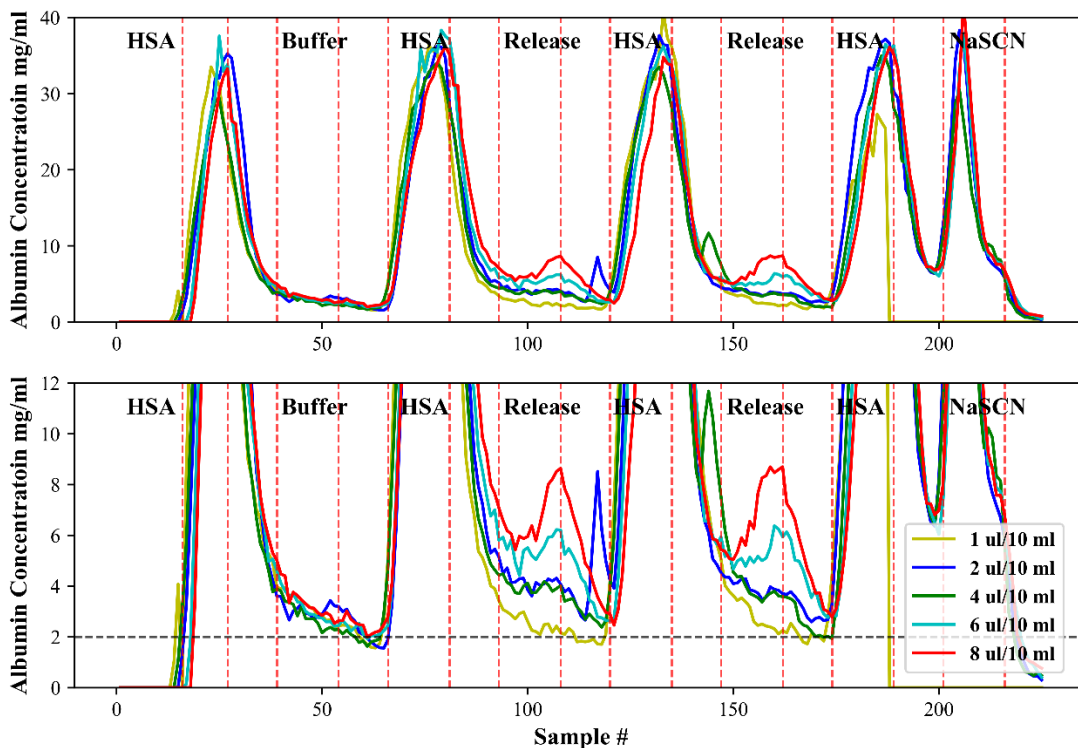 40
30
20
10
0
Albumin Concentratoin mg/ml
HSA
Buffer
HSA
Release
HSA
Release
HSA
NaSCN
0
50
100
150
200
12
10
8
6
4
2
0
Albumin Concentratoin mg/ml
HSA
Buffer
HSA
Release
HSA
Release
HSA
NaSCN
1 ul/10 ml
2 ul/10 ml
4 ul/10 ml
6 ul/10 ml
8 ul/10 ml
0
50
100
150
200
Sample #